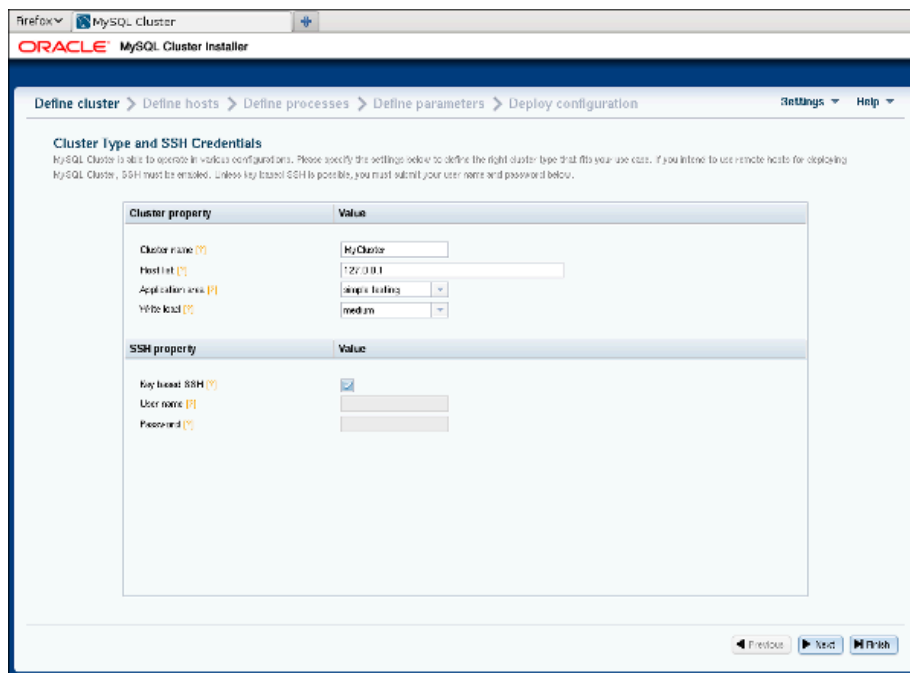 Firefox
MySQL Cluster
ORACLE MySQL Cluster Installer
Define cluster > Define hosts > Define processes > Define parameters > Deploy configuration Settings Help
Cluster Type and SSH Credentials
MySQL Cluster is able to operate in various configurations. Please specify the settings below to define the right cluster type that fits your use case. If you intend to use remote hosts for deploying
MySQL Cluster, SSH must be enabled. Unless key based SSH is possible, you must submit your user name and password below.
Cluster property Value
Cluster name [?] MyCluster
Host list [?] 127.0.0.1
Application area [?] simple testing
Write load [?] medium
SSH property Value
Key based SSH [?]
User name [?]
Password [?]
Previous Next Finish